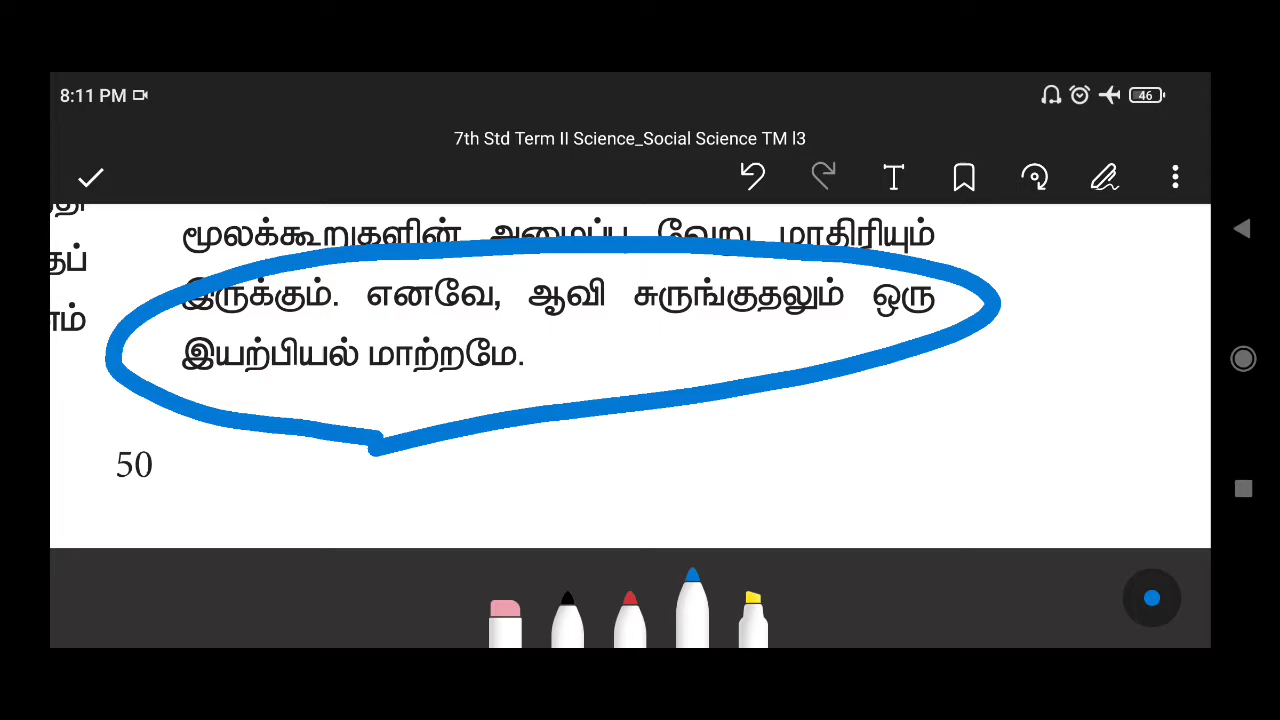 8:11 PM
46
7th Std Term II Science_Social Science TM l3
மூலக்கூறுகளின் அமைப்பு வேறு மாதிரியும்
இருக்கும். எனவே, ஆவி சுருங்குதலும் ஒரு
இயற்பியல் மாற்றமே.
50